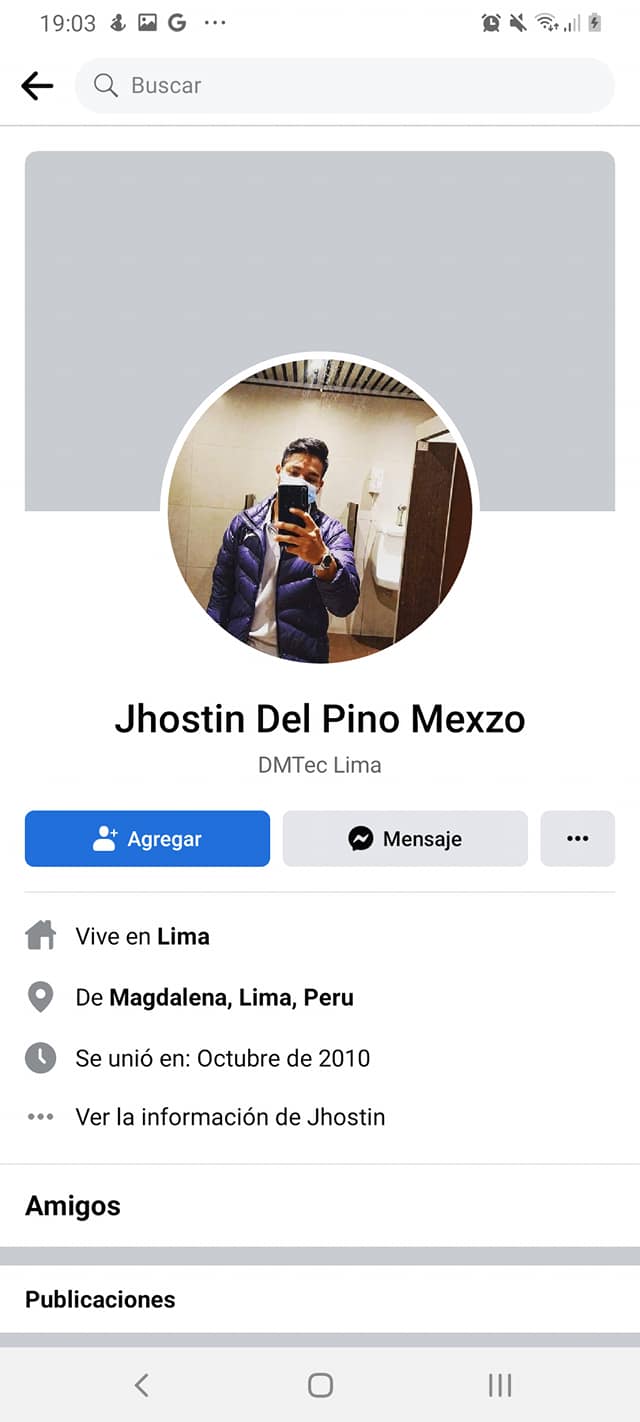 19:03
Buscar
Jhostin Del Pino Mexzo
DMTec Lima
Agregar
Mensaje
Vive en Lima
De Magdalena, Lima, Peru
Se unió en: Octubre de 2010
Ver la información de Jhostin
Amigos
Publicaciones